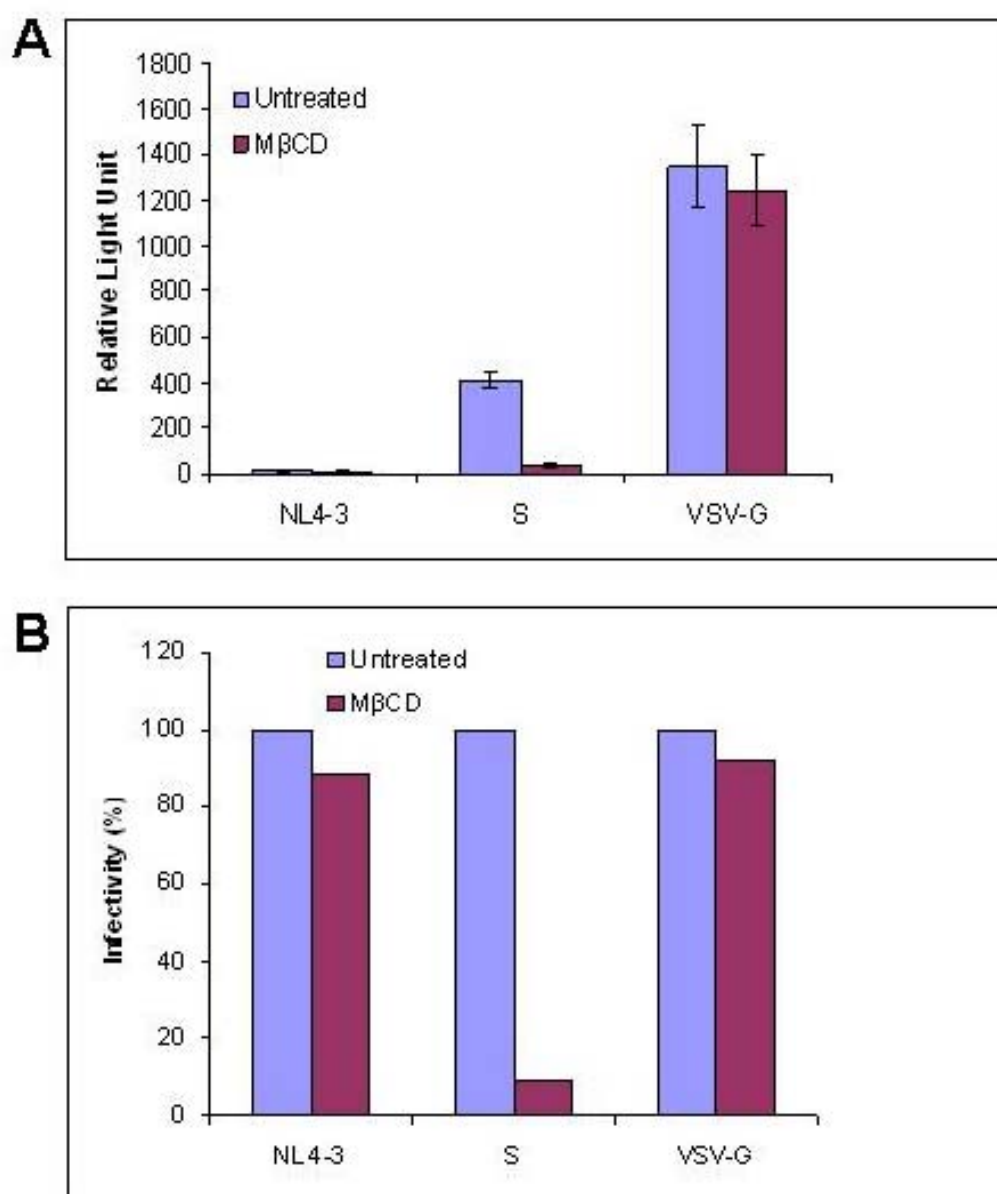 A
Relative Light Unit
1800
1600
1400
1200
1000
800
600
400
200
0
Untreated
MβCD
NL4-3
S
VSV-G
B
Infectivity (%)
120
100
80
60
40
20
0
Untreated
MβCD
NL4-3
S
VSV-G